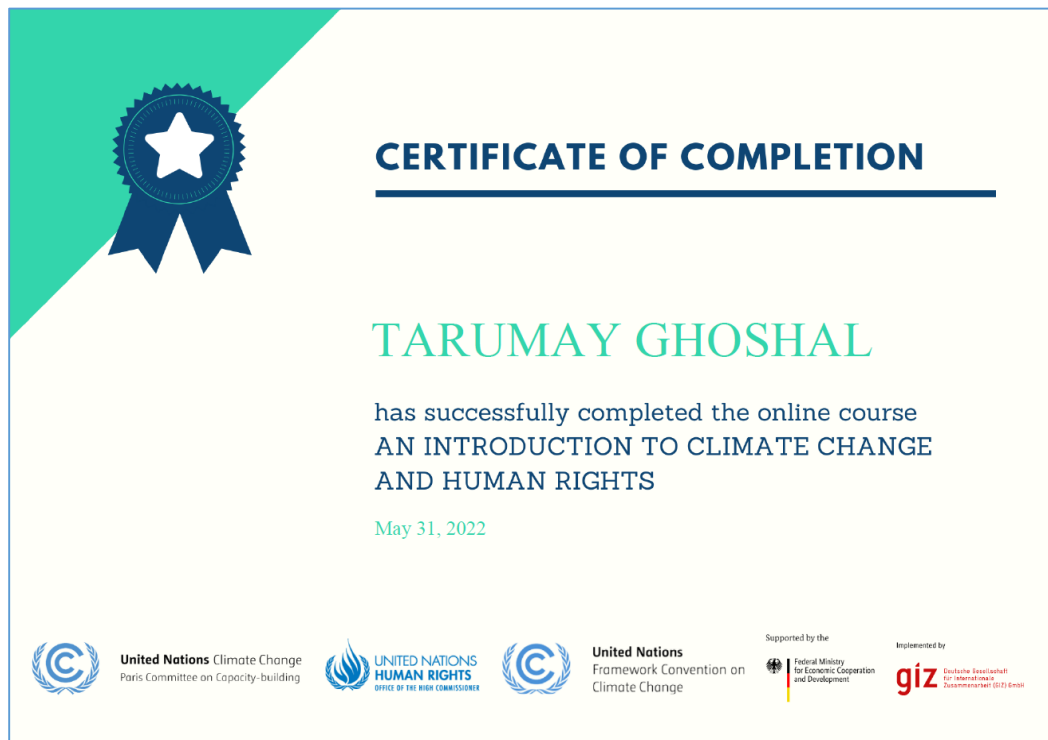 CERTIFICATE OF COMPLETION
TARUMAY GHOSHAL
has successfully completed the online course
AN INTRODUCTION TO CLIMATE CHANGE
AND HUMAN RIGHTS
May 31, 2022
United Nations Climate Change
Paris Committee on Capacity-building
UNITED NATIONS
HUMAN RIGHTS
OFFICE OF THE HIGH COMMISSIONER
United Nations
Framework Convention on
Climate Change
Supported by the
Federal Ministry
for Economic Cooperation
and Development
Implemented by
giz
Deutsche Gesellschaft
für Internationale
Zusammenarbeit (GIZ) GmbH